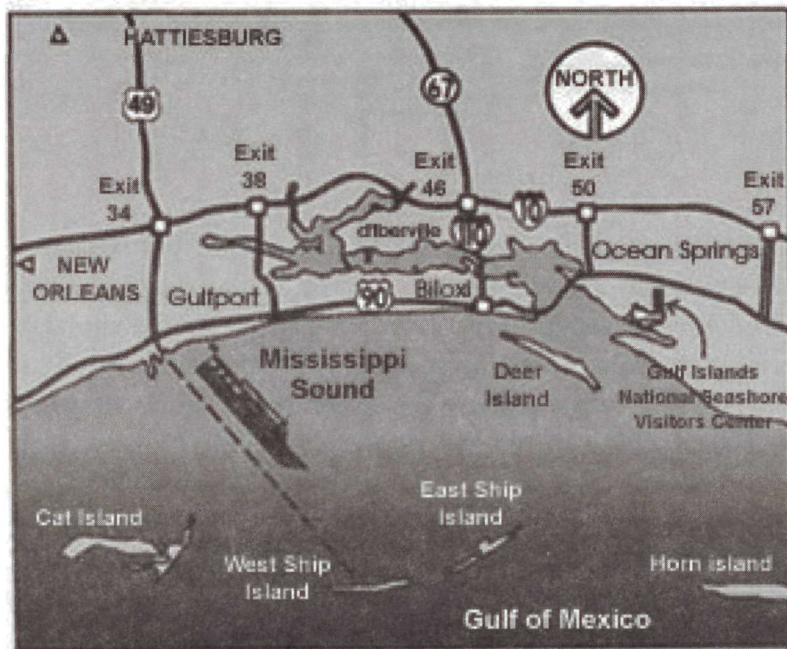 HATTIESBURG
NORTH
49
67
Exit
38
Exit
46
Exit
50
Exit
34
Exit
57
10
d'Iberville
110
Ocean Springs
NEW
ORLEANS
Gulfport
90
Biloxi
Mississippi
Sound
Deer
Island
Gulf Islands
National Seashore
Visitors Center
East Ship
Island
Cat Island
West Ship
Island
Horn island
Gulf of Mexico